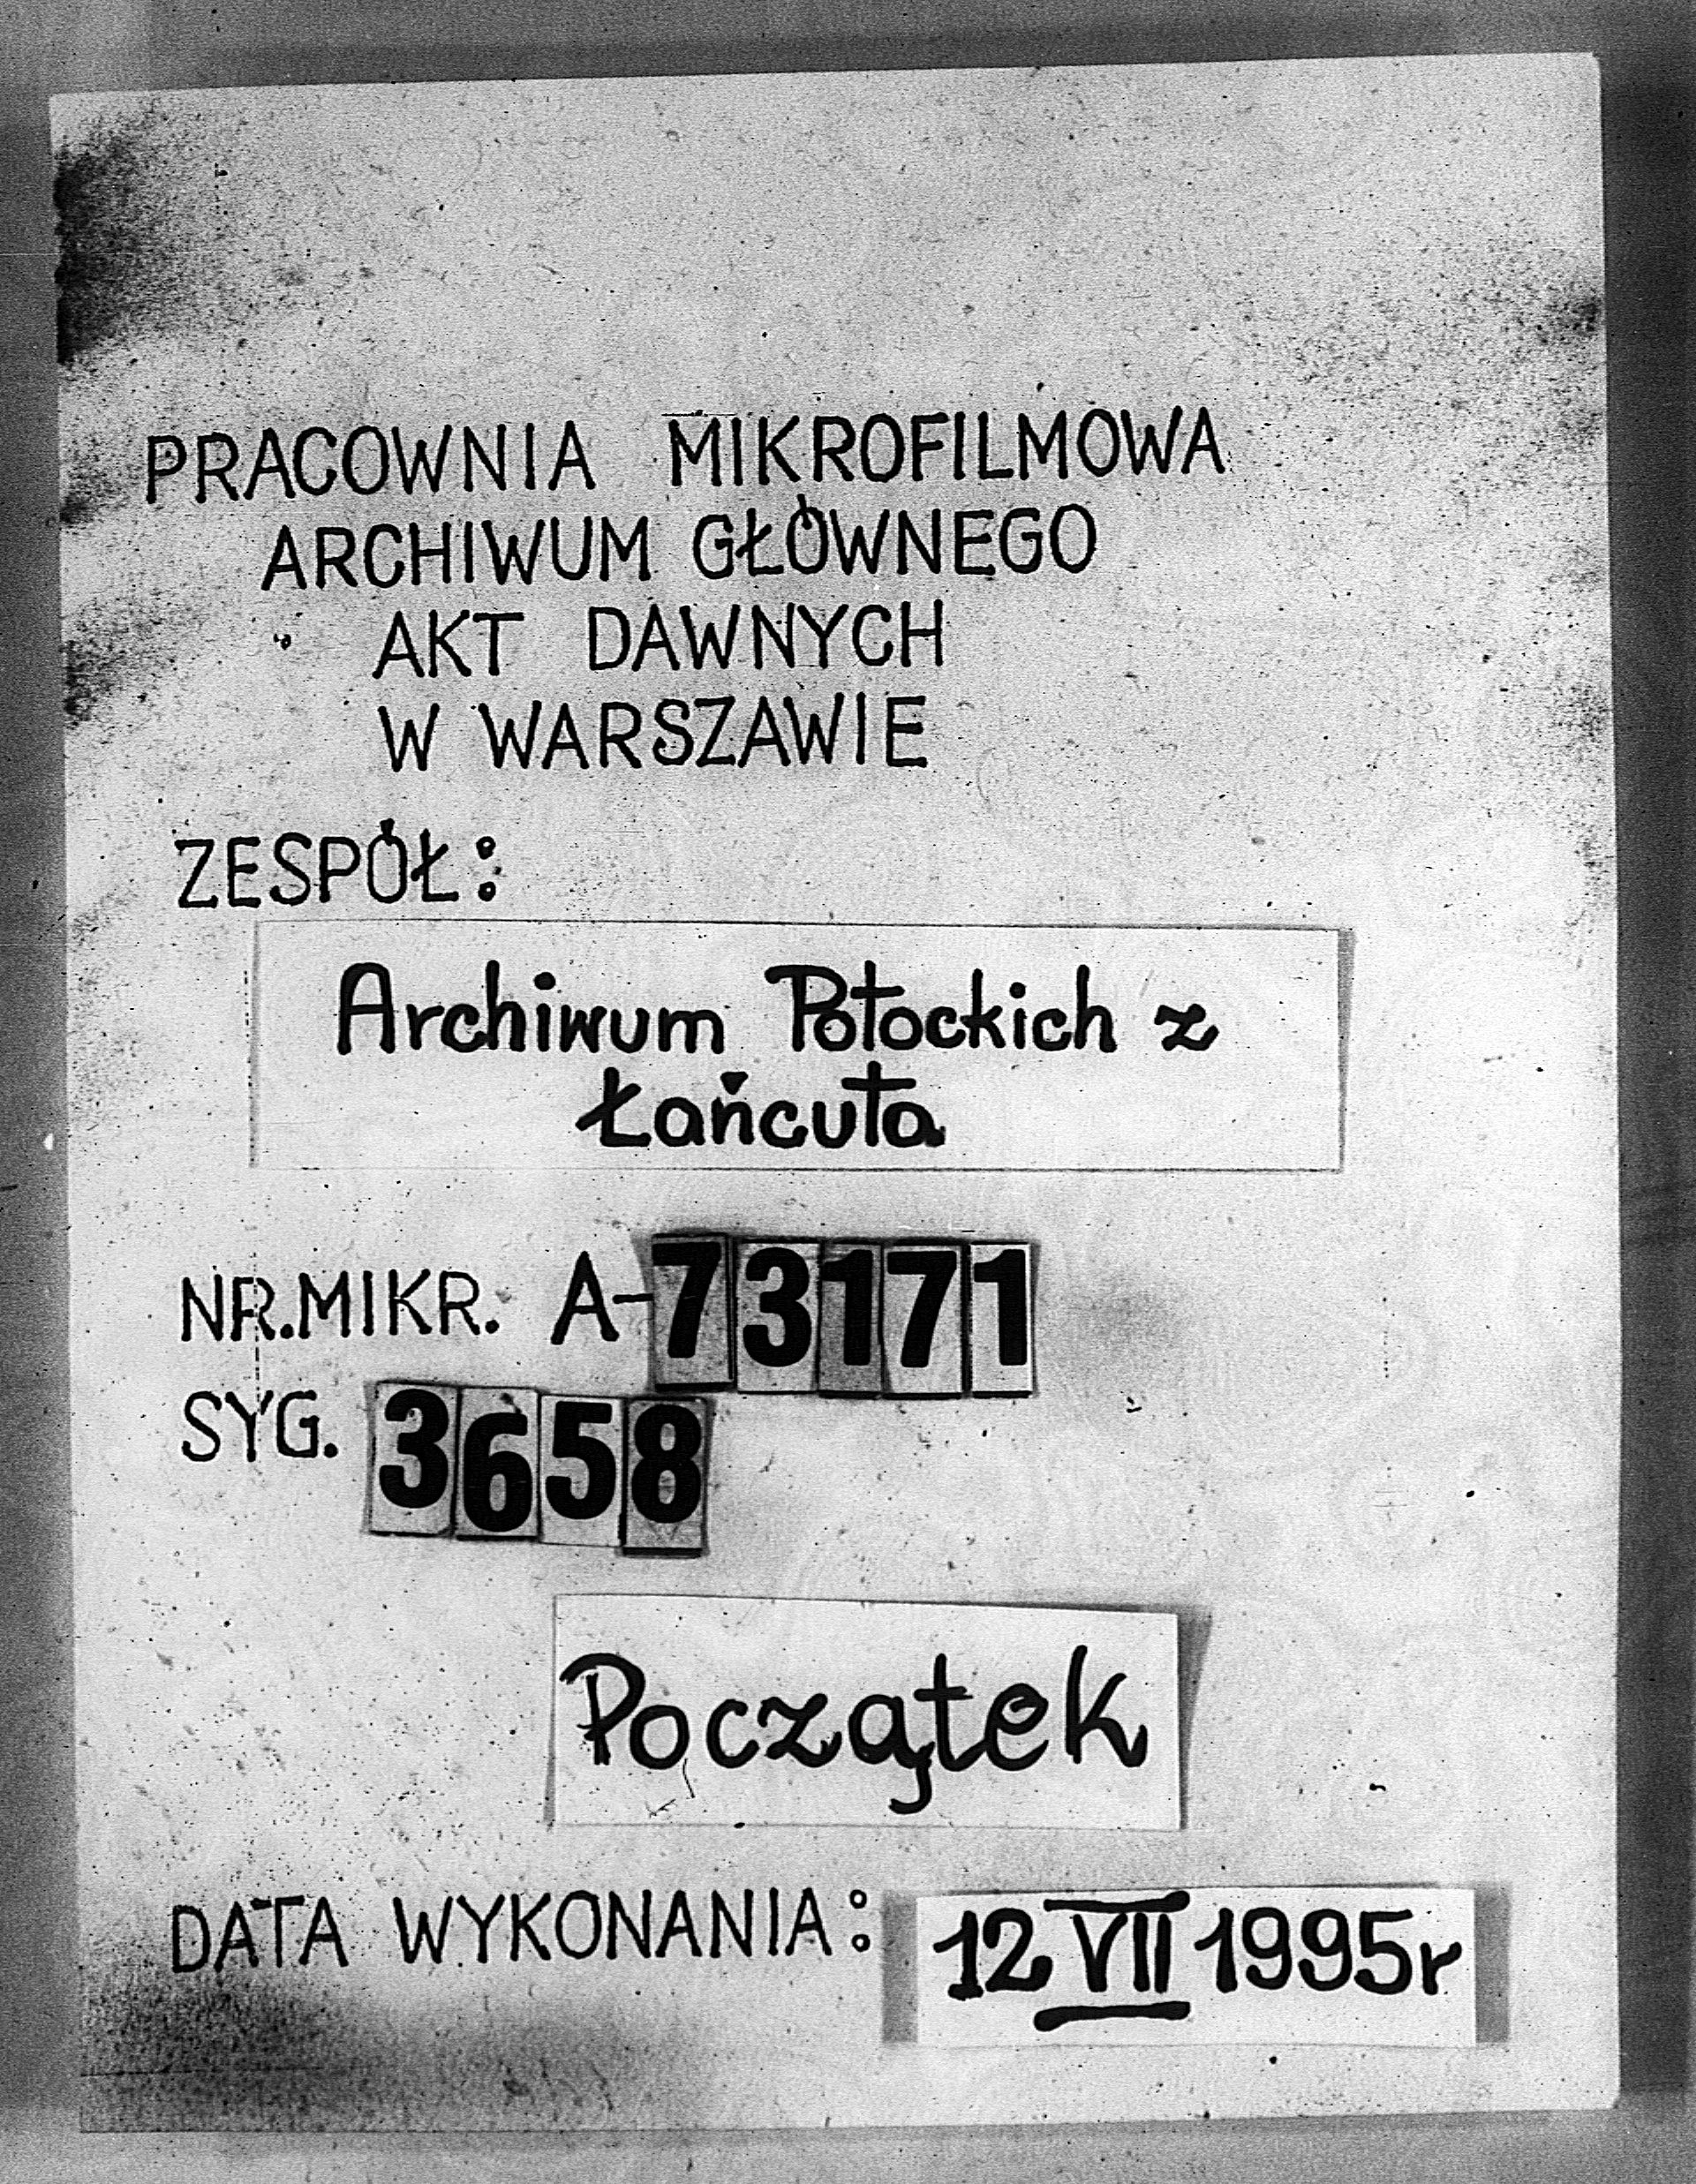 PRACOWNIA MIKROFILMOWA
ARCHIWUM GŁÓWNEGO
AKT DAWNYCH
W WARSZAWIE
ZESPÓŁ:
Archiwum Potockich z
Łańcuta
NR.MIKR. A-73171
SYG. 3658
Początek
DATA WYKONANIA: 12 VII 1995r